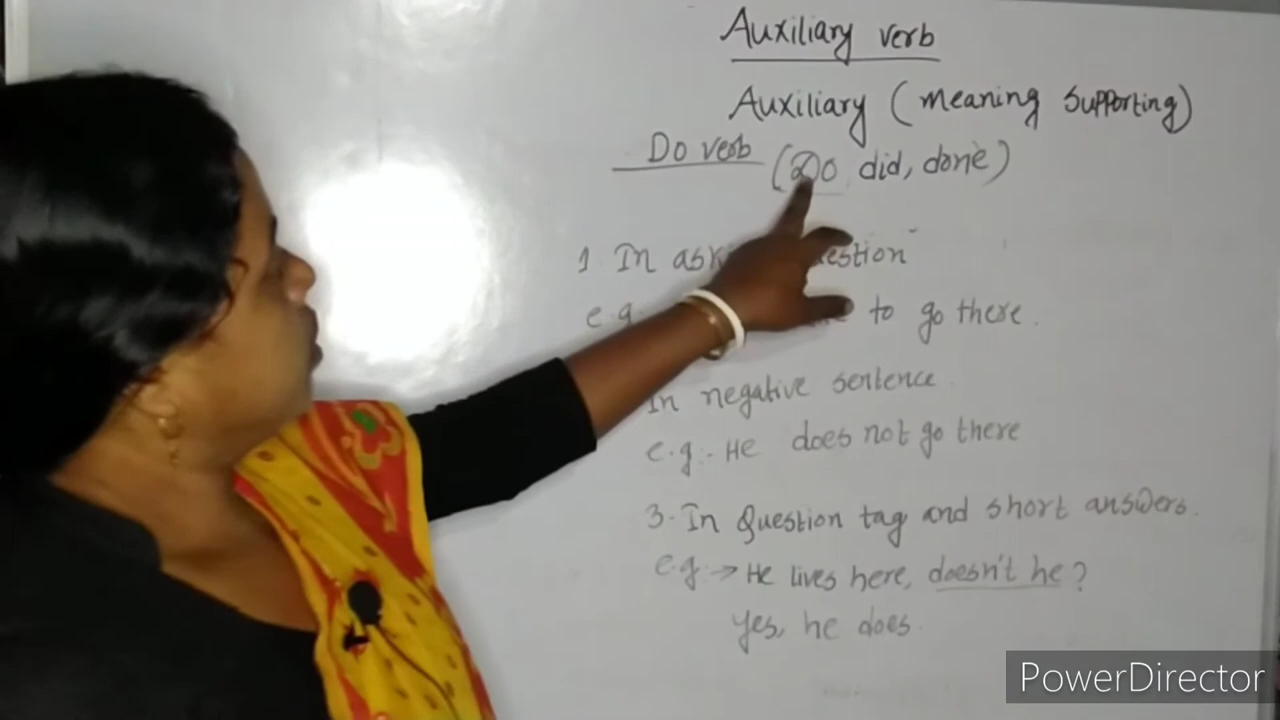 Auxiliary verb
Auxiliary (meaning supporting)
Do verb (Do did, done)
1 In estion
e.g. to go there.
In negative sentence.
e.g:- He does not go there
3. In Question tag and short answers.
e.g:→ He lives here, doesn't he?
yes, he does.
PowerDirector